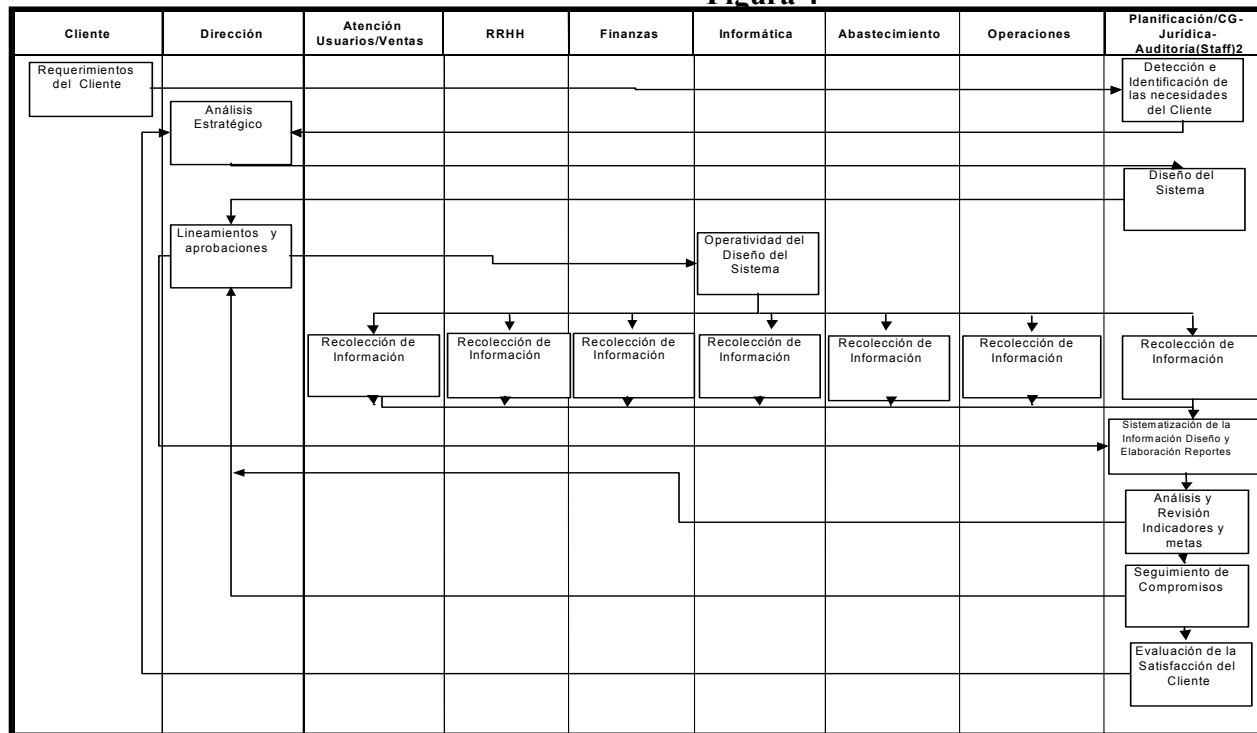 Figura 4
Cliente
Dirección
Atención
Usuarios/Ventas
RRHH
Finanzas
Informática
Abastecimiento
Operaciones
Planificación/CG-
Jurídica-
Auditoría(Staff)2
Requerimientos
del Cliente
Detección e
Identificación de
las necesidades
del Cliente
Análisis
Estratégico
Diseño del
Sistema
Lineamientos y
aprobaciones
Operatividad del
Diseño del
Sistema
Recolección de
Información
Recolección de
Información
Recolección de
Información
Recolección de
Información
Recolección de
Información
Recolección de
Información
Recolección de
Información
Sistematización de la
Información Diseño y
Elaboración Reportes
Análisis y
Revisión
Indicadores y
metas
Seguimiento de
Compromisos
Evaluación de la
Satisfacción del
Cliente